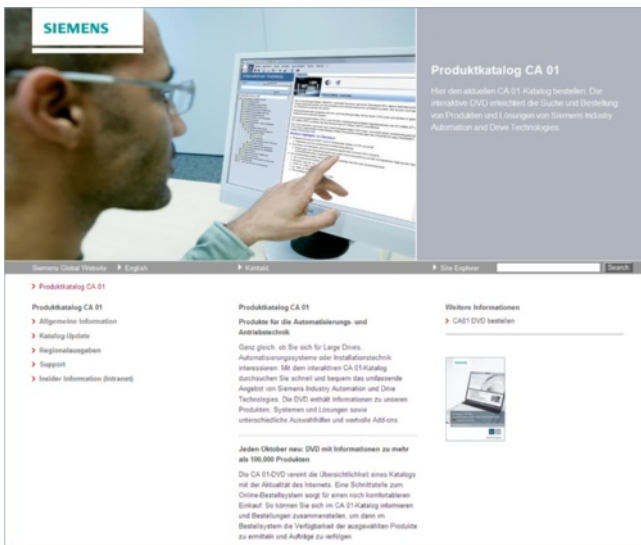 SIEMENS
Produktkatalog CA 01
Hier den aktuellen CA 01-Katalog bestellen. Die
interaktive DVD erleichtert die Suche und Bestellung
von Produkten und Lösungen von Siemens Industry
Automation and Drive Technologies.
Siemens Global Website
English
Kontakt
Site Explorer
Search
Produktkatalog CA 01
Produktkatalog CA 01
Allgemeine Information
Katalog-Update
Regionalausgaben
Support
Insider Information (Intranet)
Produktkatalog CA 01
Produkte für die Automatisierungs- und
Antriebstechnik
Ganz gleich, ob Sie sich für Large Drives,
Automatisierungssysteme oder Installationstechnik
interessieren: Mit dem interaktiven CA 01-Katalog
durchsuchen Sie schnell und bequem das umfassende
Angebot von Siemens Industry Automation and Drive
Technologies. Die DVD enthält Informationen zu unseren
Produkten, Systemen und Lösungen sowie
unterschiedliche Auswahlhilfen und wertvolle Add-ons.
Jeden Oktober neu: DVD mit Informationen zu mehr
als 100.000 Produkten
Die CA 01-DVD vereint die Übersichtlichkeit eines Katalogs
mit der Aktualität des Internets. Eine Schnittstelle zum
Online-Bestellsystem sorgt für einen noch komfortableren
Einkauf: So können Sie sich im CA 01-Katalog informieren
und Bestellungen zusammenstellen, um dann im
Bestellsystem die Verfügbarkeit der ausgewählten Produkte
zu ermitteln und Aufträge zu verfolgen.
Weitere Informationen
CA01 DVD bestellen